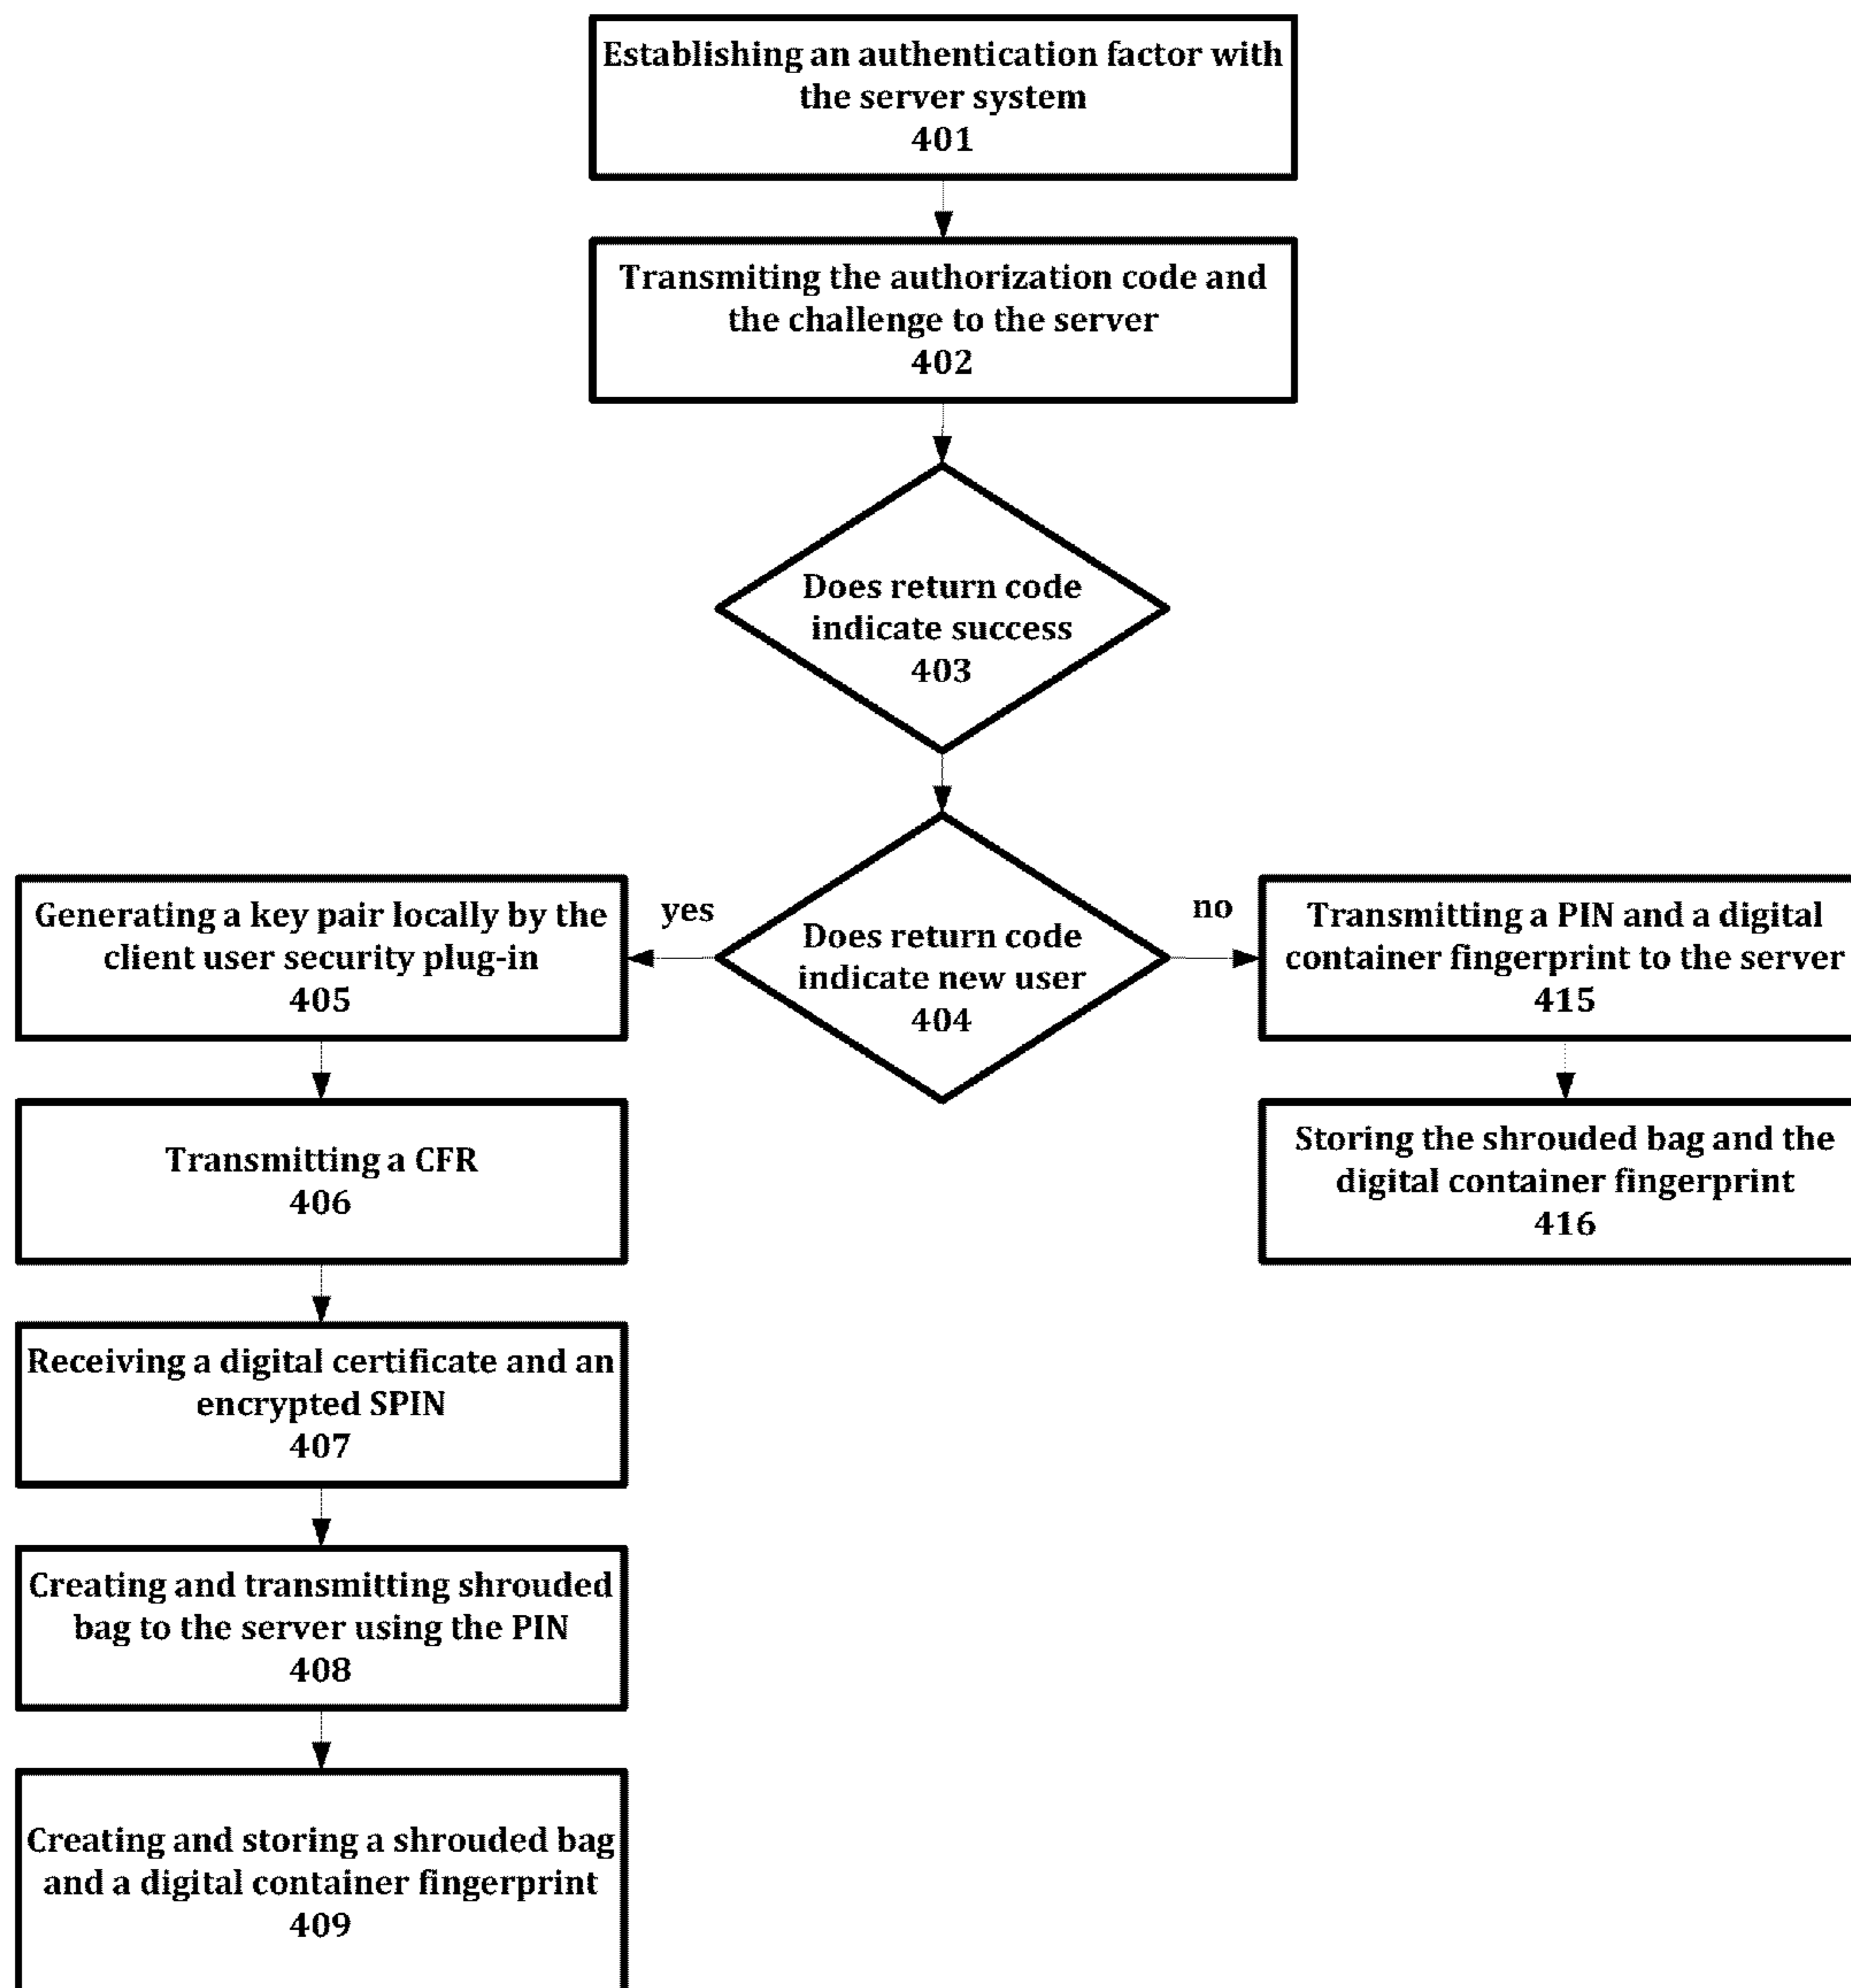 Establishing an authentication factor with
the server system
401
Transmiting the authorization code and
the challenge to the server
402
Does return code
indicate success
403
Does return code
indicate new user
404
yes
no
Generating a key pair locally by the
client user security plug-in
405
Transmitting a CFR
406
Receiving a digital certificate and an
encrypted SPIN
407
Creating and transmitting shrouded
bag to the server using the PIN
408
Creating and storing a shrouded bag
and a digital container fingerprint
409
Transmitting a PIN and a digital
container fingerprint to the server
415
Storing the shrouded bag and the
digital container fingerprint
416